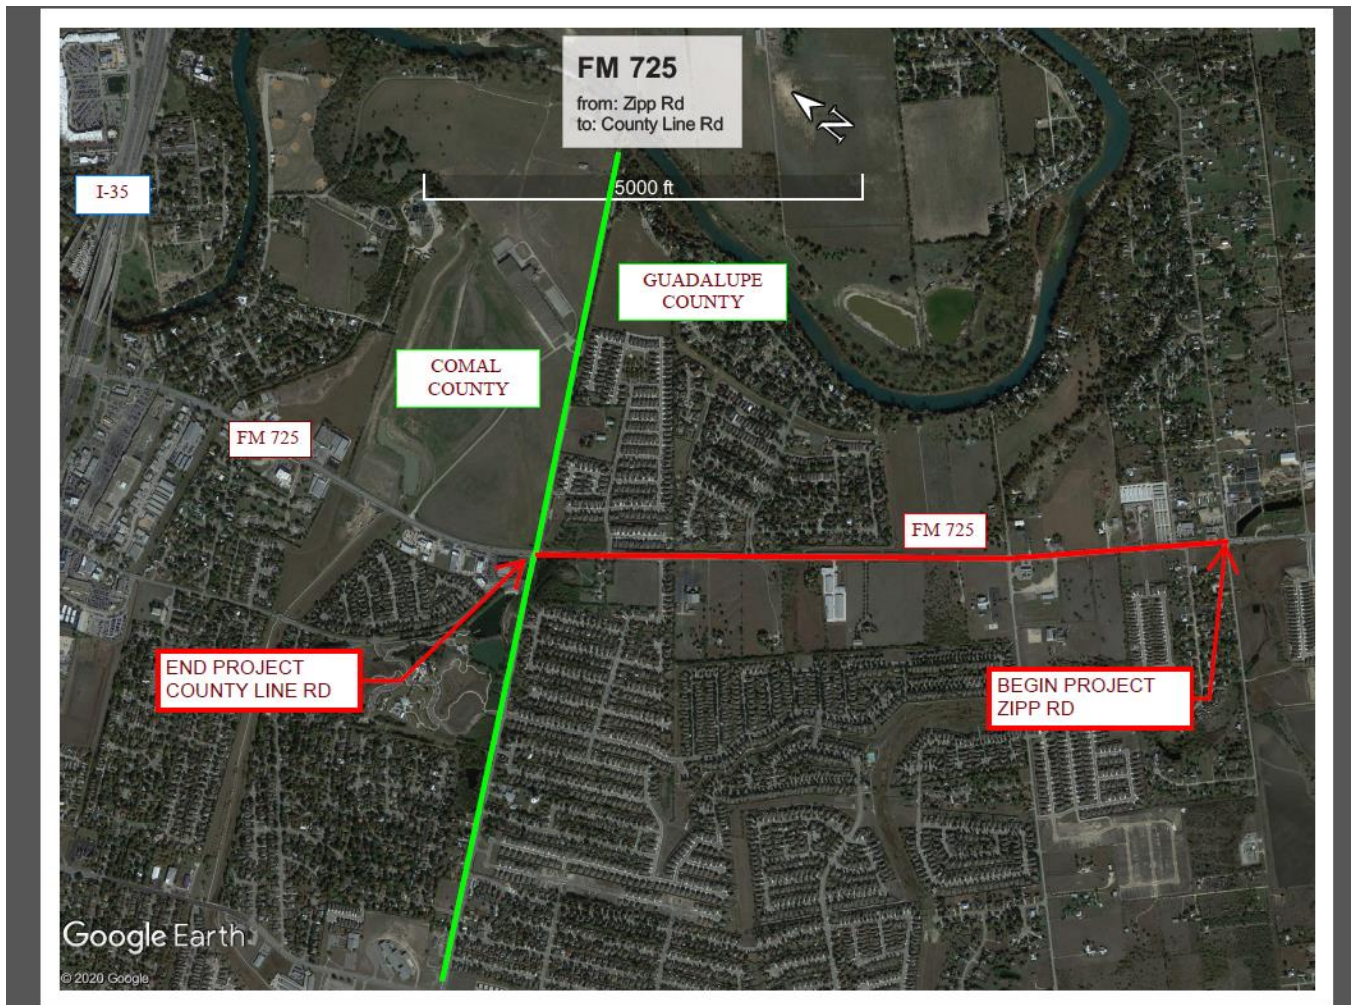 FM 725
from: Zipp Rd
to: County Line Rd
N
5000 ft
I-35
GUADALUPE
COUNTY
COMAL
COUNTY
FM 725
FM 725
END PROJECT
COUNTY LINE RD
BEGIN PROJECT
ZIPP RD
Google Earth
© 2020 Google